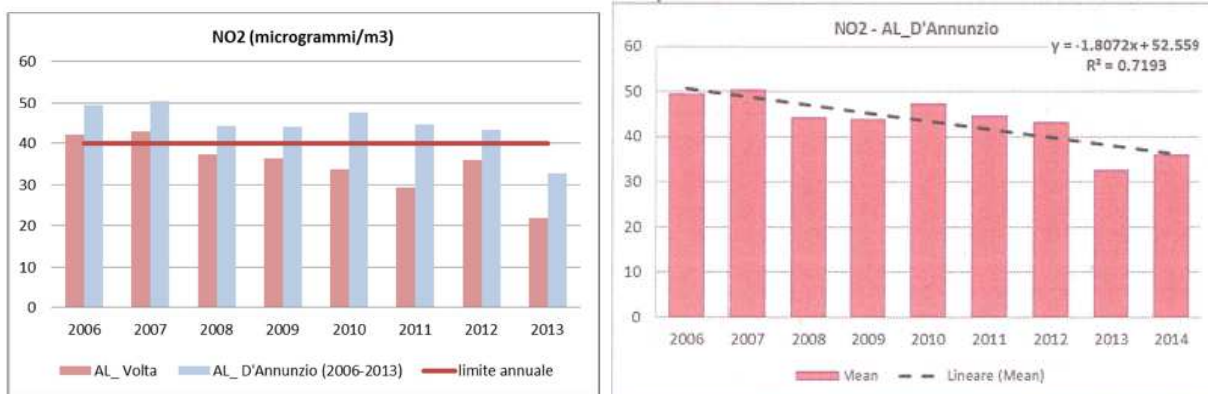 NO2 (microgrammi/m3)
60
50
40
30
20
10
0
2006 2007 2008 2009 2010 2011 2012 2013
AL_ Volta AL_ D'Annunzio (2006-2013) limite annuale
NO2 - AL_D'Annunzio
y = -1.8072x + 52.559
R² = 0.7193
60
50
40
30
20
10
0
2006 2007 2008 2009 2010 2011 2012 2013 2014
Mean Lineare (Mean)